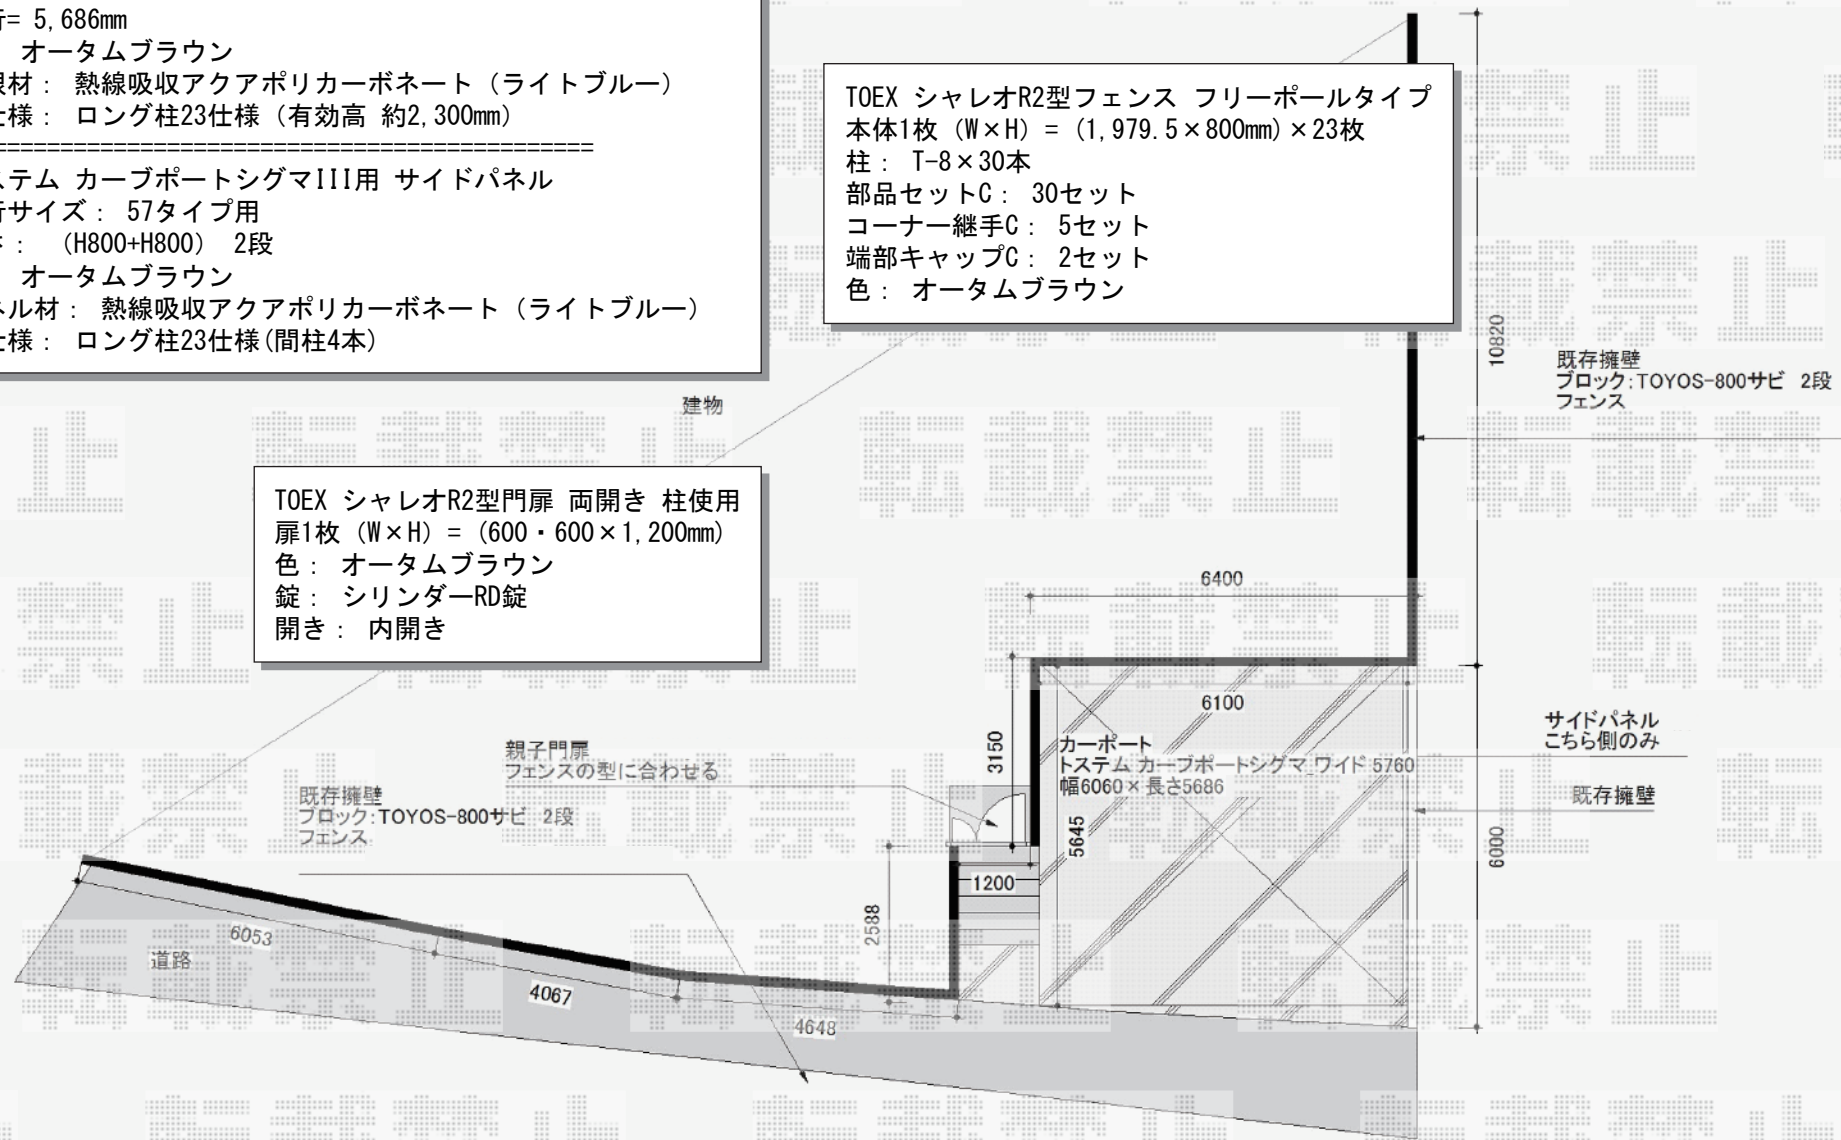 行= 5,686mm
オータムブラウン
根材： 熱線吸収アクアポリカーボネート（ライトブルー）
仕様： ロング柱23仕様（有効高 約2,300mm）
============================================
ステム カーブポートシグマIII用 サイドパネル
行サイズ： 57タイプ用
： （H800+H800） 2段
オータムブラウン
ネル材： 熱線吸収アクアポリカーボネート（ライトブルー）
仕様： ロング柱23仕様(間柱4本)
TOEX シャレオR2型フェンス フリーポールタイプ
本体1枚（W×H）＝（1,979.5×800mm）×23枚
柱： T-8×30本
部品セットC： 30セット
コーナー継手C： 5セット
端部キャップC： 2セット
色： オータムブラウン
10820
既存擁壁
ブロック:TOYOS-800サビ 2段
フェンス
建物
TOEX シャレオR2型門扉 両開き 柱使用
扉1枚（W×H）＝（600・600×1,200mm）
色： オータムブラウン
錠： シリンダーRD錠
開き： 内開き
6400
6100
3150
カーポート
トステム カーブポートシグマ_ワイド 5760
幅6060×長さ5686
5645
サイドパネル
こちら側のみ
既存擁壁
6000
親子門扉
フェンスの型に合わせる
既存擁壁
ブロック:TOYOS-800サビ 2段
フェンス
1200
2588
6053
道路
4067
4648
転載禁止